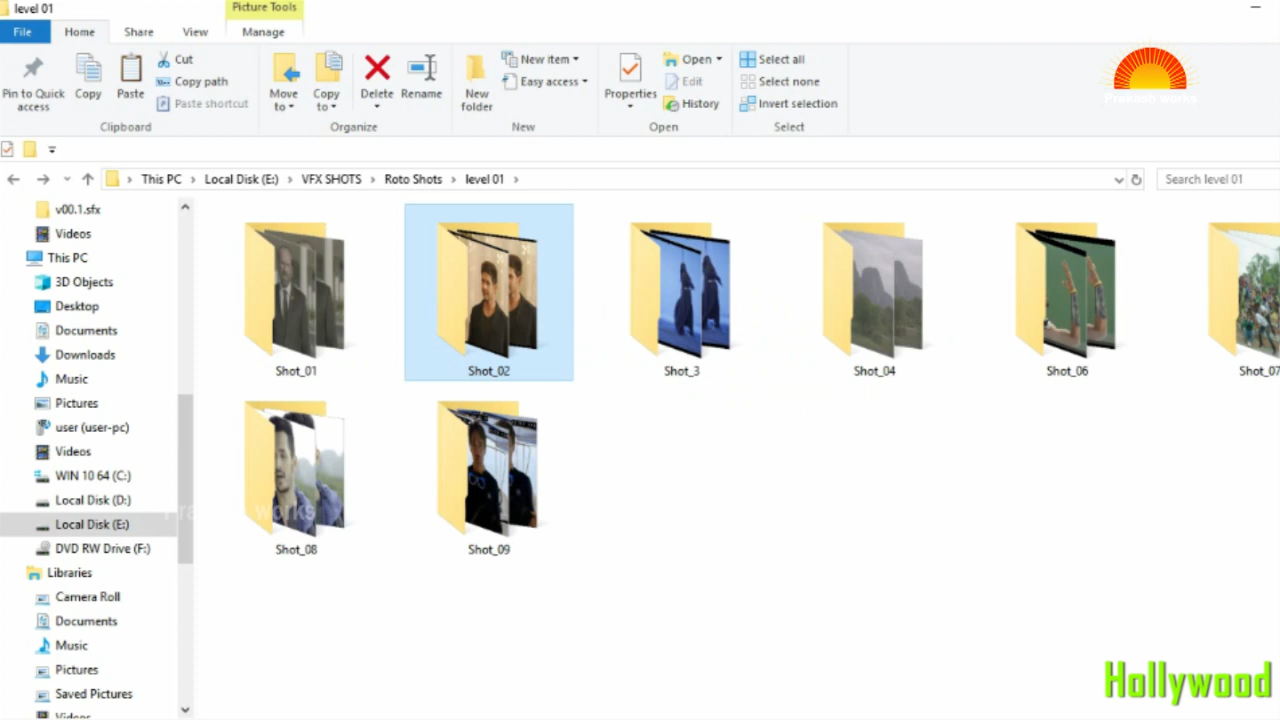 level 01
Picture Tools
File
Home
Share
View
Manage
Pin to Quick access
Copy
Paste
Cut
Copy path
Paste shortcut
Clipboard
Move to
Copy to
Delete
Rename
Organize
New folder
New item
Easy access
New
Properties
Open
Edit
History
Open
Select all
Select none
Invert selection
Select
Prakash works
This PC > Local Disk (E:) > VFX SHOTS > Roto Shots > level 01 >
Search level 01
v00.1.sfx
Videos
This PC
3D Objects
Desktop
Documents
Downloads
Music
Pictures
user (user-pc)
Videos
WIN 10 64 (C:)
Local Disk (D:)
Local Disk (E:)
DVD RW Drive (F:)
Libraries
Camera Roll
Documents
Music
Pictures
Saved Pictures
Videos
Shot_01
Shot_02
Shot_3
Shot_04
Shot_06
Shot_07
Shot_08
Shot_09
Prakash works
Hollywood